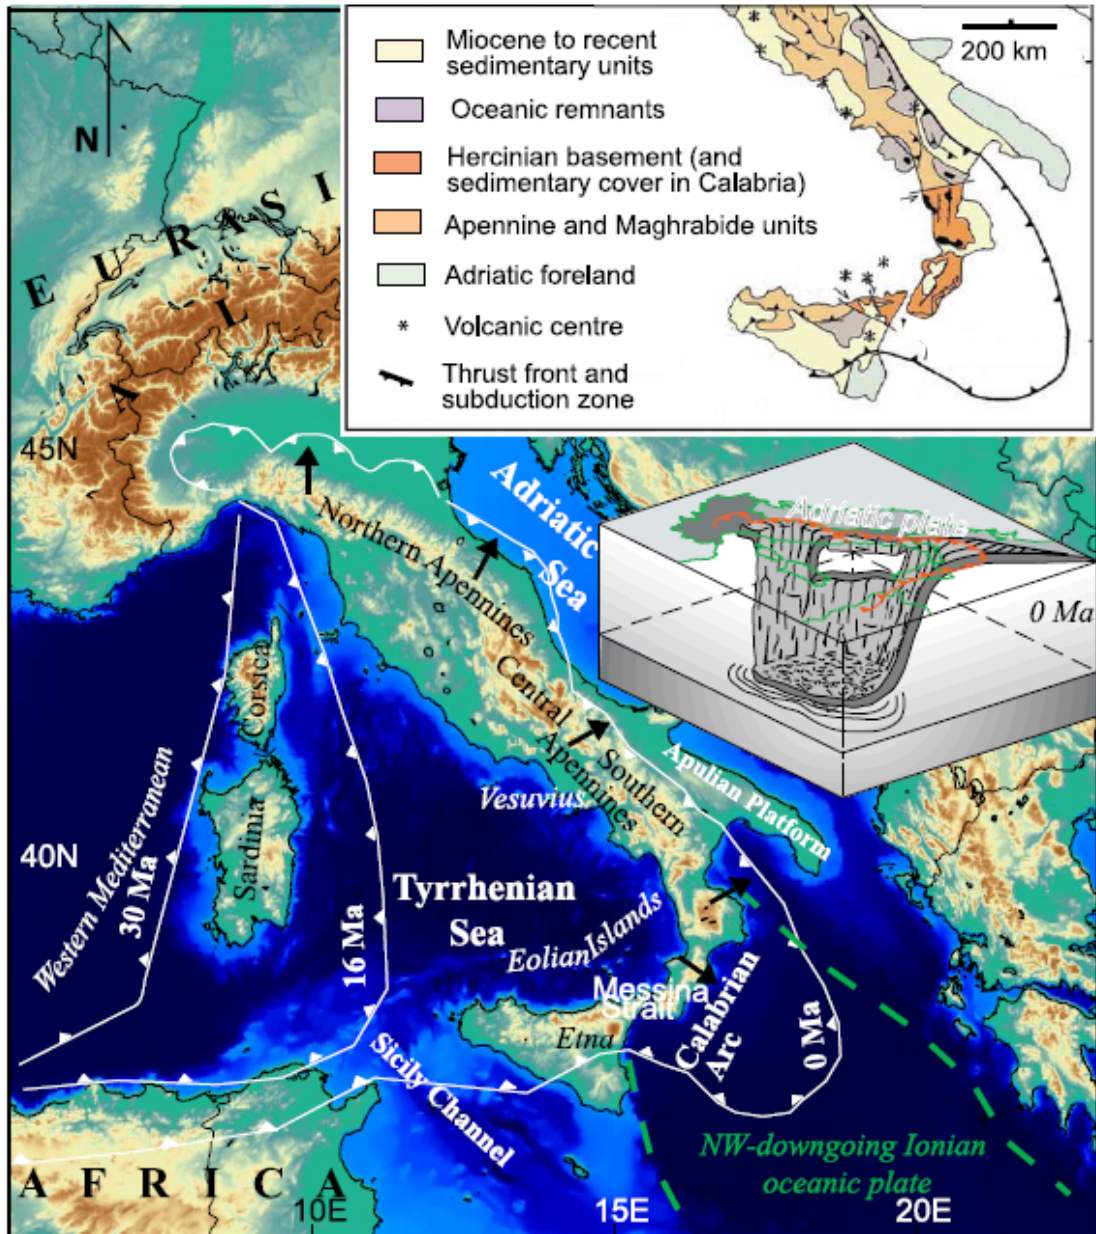 Miocene to recent
sedimentary units
Oceanic remnants
Hercinian basement (and
sedimentary cover in Calabria)
Apennine and Maghrabide units
Adriatic foreland
Volcanic centre
Thrust front and
subduction zone
200 km
N
E U R A S I
A L
45N
Adriatic
Sea
Northern Apennines
Adriatic plate
0 Ma
Central
Apennines
Southern
Apulian Platform
Corsica
Vesuvius
Western Mediterranean
30 Ma
Sardinia
40N
16 Ma
Tyrrhenian
Sea
Eolian Islands
Messina
Strait
Calabrian
Arc
0 Ma
Etna
Sicily Channel
NW-downgoing Ionian
oceanic plate
A F R I C A
10E
15E
20E